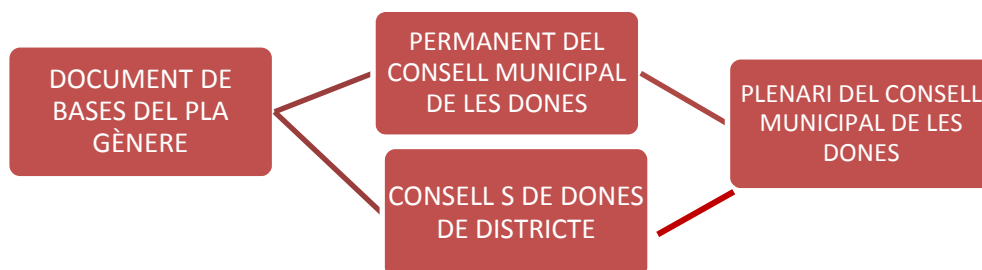 DOCUMENT DE
BASES DEL PLA
GÈNERE
PERMANENT DEL
CONSELL MUNICIPAL
DE LES DONES
CONSELL S DE DONES
DE DISTRICTE
PLENARI DEL CONSELL
MUNICIPAL DE LES
DONES